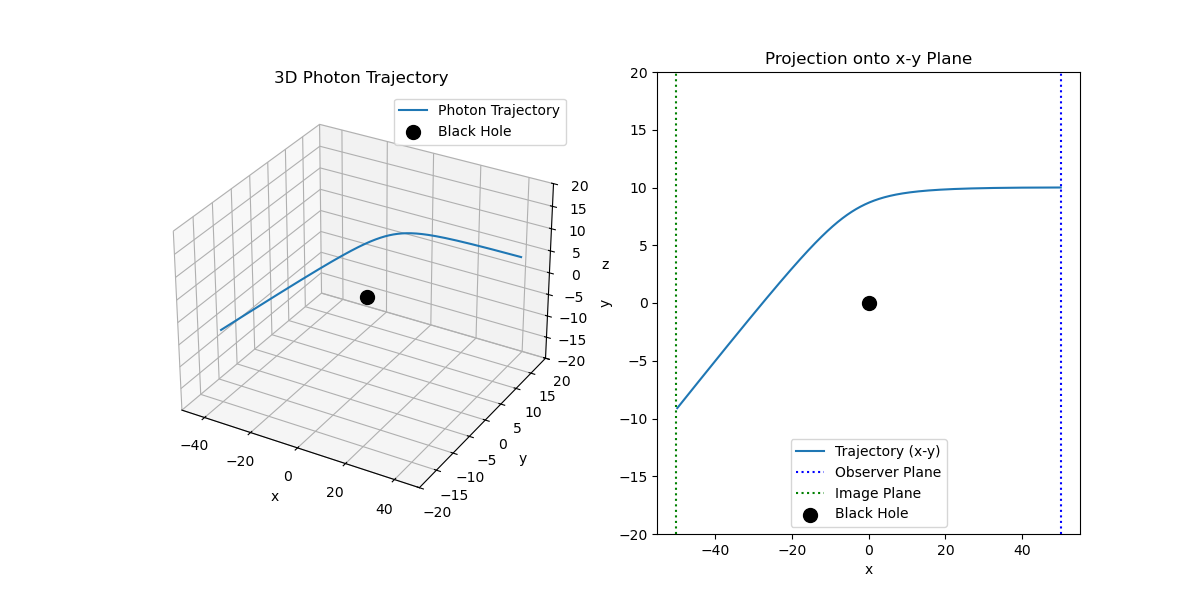 3D Photon Trajectory
Photon Trajectory
Black Hole
20
15
10
5
0
−5
−10
−15
−20
z
−40
−20
0
20
40
x
−20
−15
−10
−5
0
5
10
15
20
y
Projection onto x-y Plane
20
15
10
5
0
−5
−10
−15
−20
y
Trajectory (x-y)
Observer Plane
Image Plane
Black Hole
−40
−20
0
20
40
x